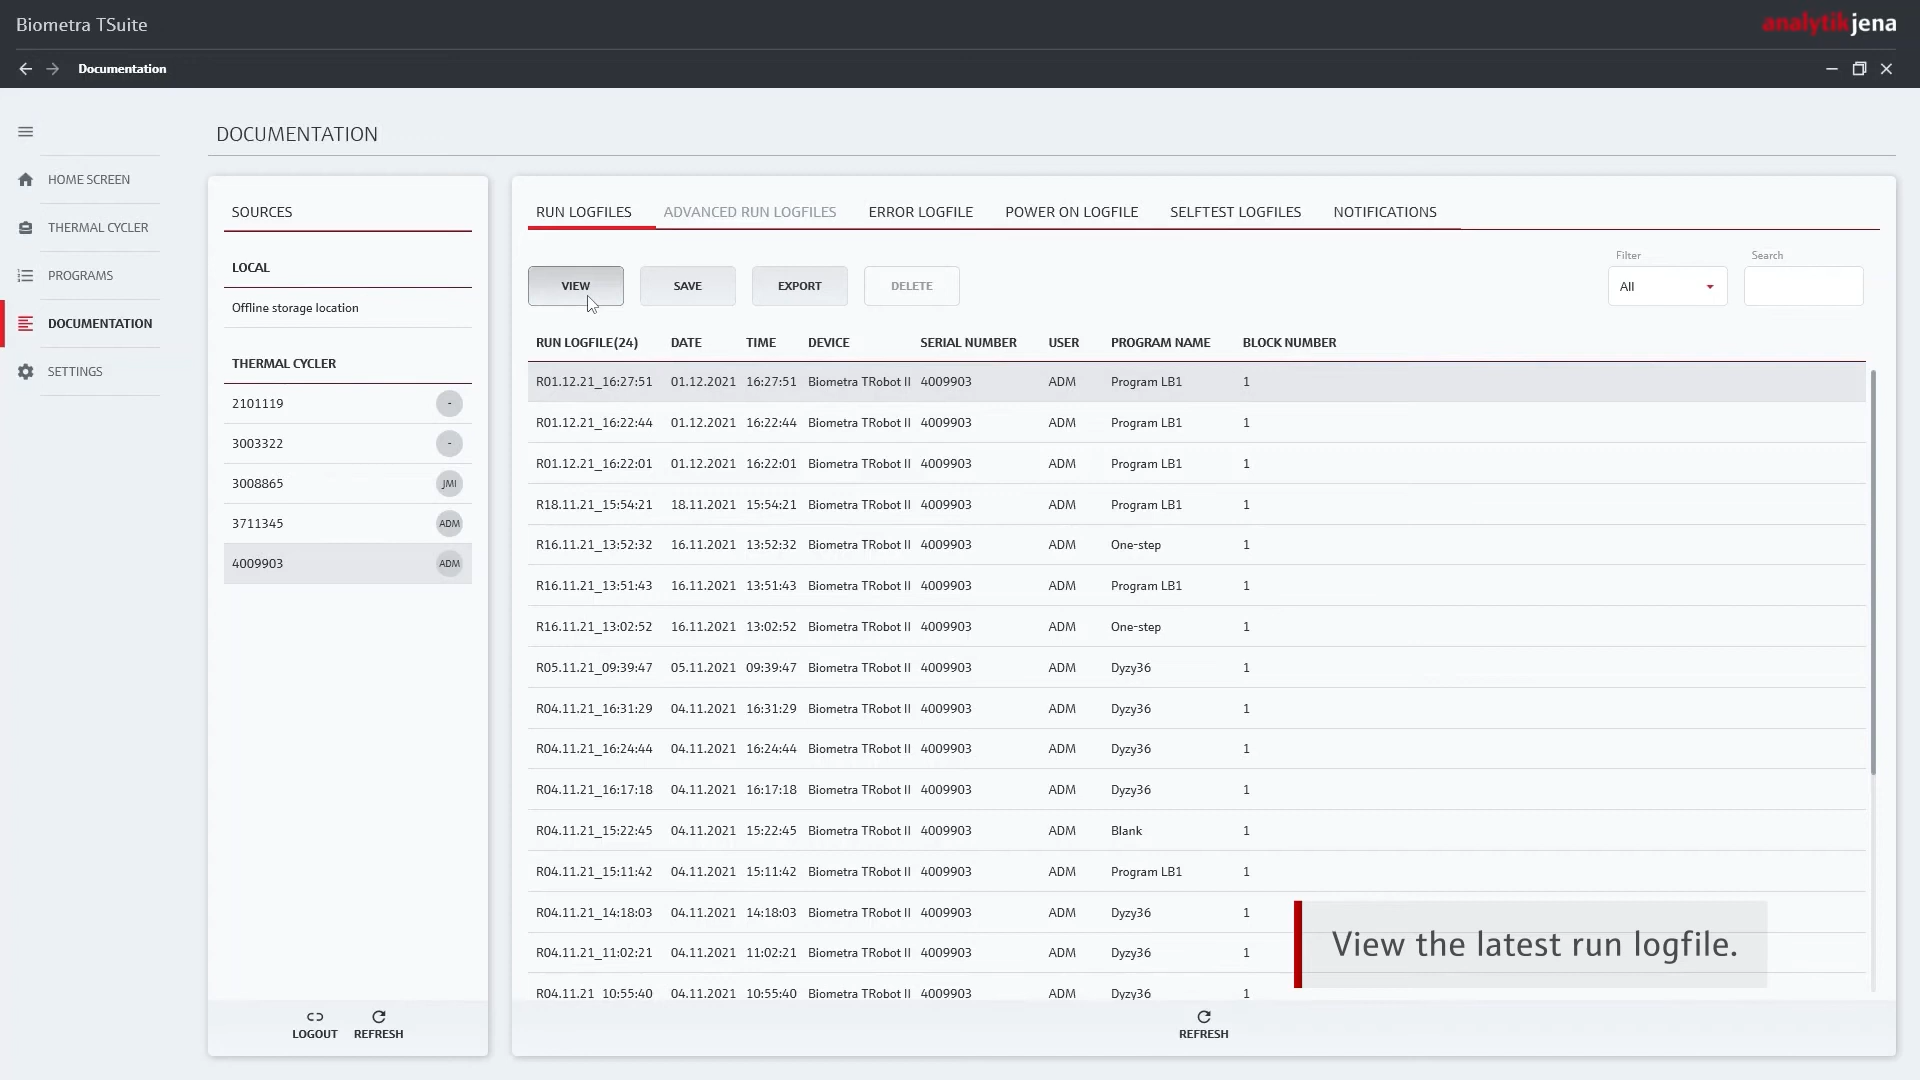 Biometra TSuite
analytikjena
Documentation
DOCUMENTATION
HOME SCREEN
THERMAL CYCLER
PROGRAMS
DOCUMENTATION
SETTINGS
SOURCES
LOCAL
Offline storage location
THERMAL CYCLER
2101119 -
3003322 -
3008865 JMI
3711345 ADM
4009903 ADM
LOGOUT REFRESH
RUN LOGFILES ADVANCED RUN LOGFILES ERROR LOGFILE POWER ON LOGFILE SELFTEST LOGFILES NOTIFICATIONS
Filter Search
VIEW SAVE EXPORT DELETE All
RUN LOGFILE(24) DATE TIME DEVICE SERIAL NUMBER USER PROGRAM NAME BLOCK NUMBER
R01.12.21_16:27:51 01.12.2021 16:27:51 Biometra TRobot II 4009903 ADM Program LB1 1
R01.12.21_16:22:44 01.12.2021 16:22:44 Biometra TRobot II 4009903 ADM Program LB1 1
R01.12.21_16:22:01 01.12.2021 16:22:01 Biometra TRobot II 4009903 ADM Program LB1 1
R18.11.21_15:54:21 18.11.2021 15:54:21 Biometra TRobot II 4009903 ADM Program LB1 1
R16.11.21_13:52:32 16.11.2021 13:52:32 Biometra TRobot II 4009903 ADM One-step 1
R16.11.21_13:51:43 16.11.2021 13:51:43 Biometra TRobot II 4009903 ADM Program LB1 1
R16.11.21_13:02:52 16.11.2021 13:02:52 Biometra TRobot II 4009903 ADM One-step 1
R05.11.21_09:39:47 05.11.2021 09:39:47 Biometra TRobot II 4009903 ADM Dyzy36 1
R04.11.21_16:31:29 04.11.2021 16:31:29 Biometra TRobot II 4009903 ADM Dyzy36 1
R04.11.21_16:24:44 04.11.2021 16:24:44 Biometra TRobot II 4009903 ADM Dyzy36 1
R04.11.21_16:17:18 04.11.2021 16:17:18 Biometra TRobot II 4009903 ADM Dyzy36 1
R04.11.21_15:22:45 04.11.2021 15:22:45 Biometra TRobot II 4009903 ADM Blank 1
R04.11.21_15:11:42 04.11.2021 15:11:42 Biometra TRobot II 4009903 ADM Program LB1 1
R04.11.21_14:18:03 04.11.2021 14:18:03 Biometra TRobot II 4009903 ADM Dyzy36 1
R04.11.21_11:02:21 04.11.2021 11:02:21 Biometra TRobot II 4009903 ADM Dyzy36 1
R04.11.21_10:55:40 04.11.2021 10:55:40 Biometra TRobot II 4009903 ADM Dyzy36 1
View the latest run logfile.
REFRESH